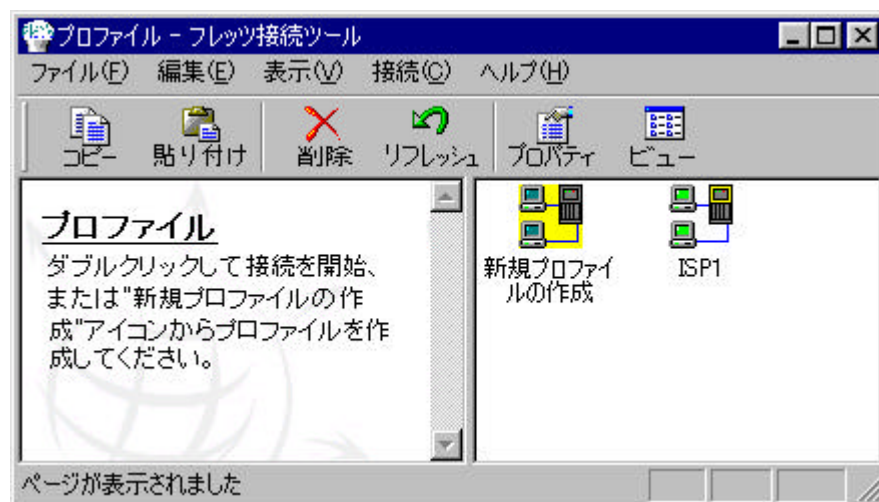 プロファイル - フレッツ接続ツール
ファイル(F) 編集(E) 表示(V) 接続(C) ヘルプ(H)
コピー 貼り付け 削除 リフレッシュ プロパティ ビュー
プロファイル
ダブルクリックして接続を開始、
または"新規プロファイルの作
成"アイコンからプロファイルを作
成してください。
新規プロファイ
ルの作成
ISP1
ページが表示されました